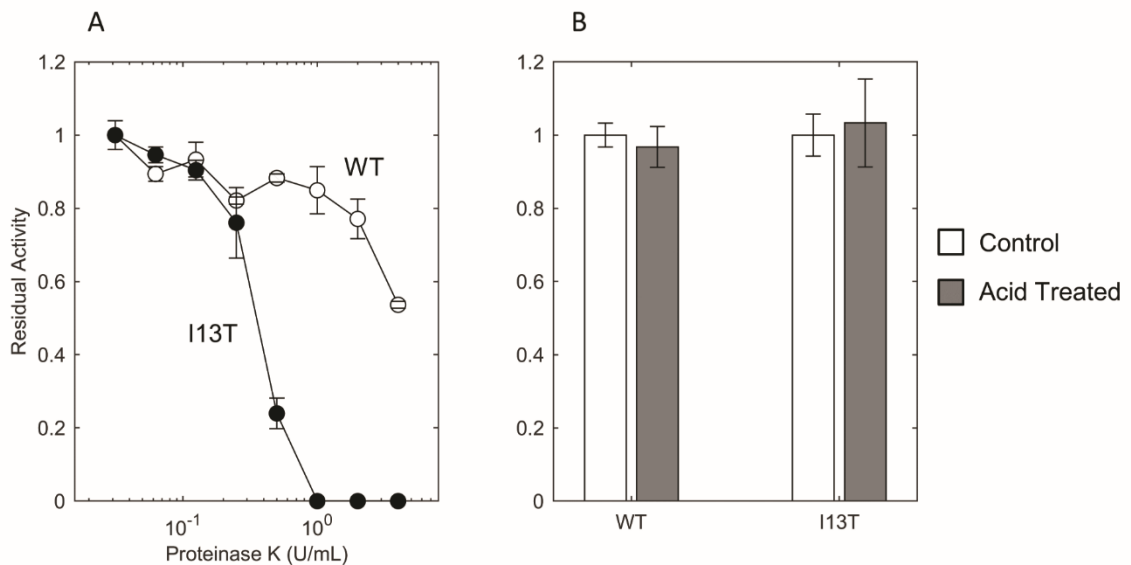 A
B
1.2
1
0.8
0.6
0.4
0.2
0
Residual Activity
WT
I13T
10⁻¹
10⁰
Proteinase K (U/mL)
1.2
1
0.8
0.6
0.4
0.2
0
WT
I13T
Control
Acid Treated